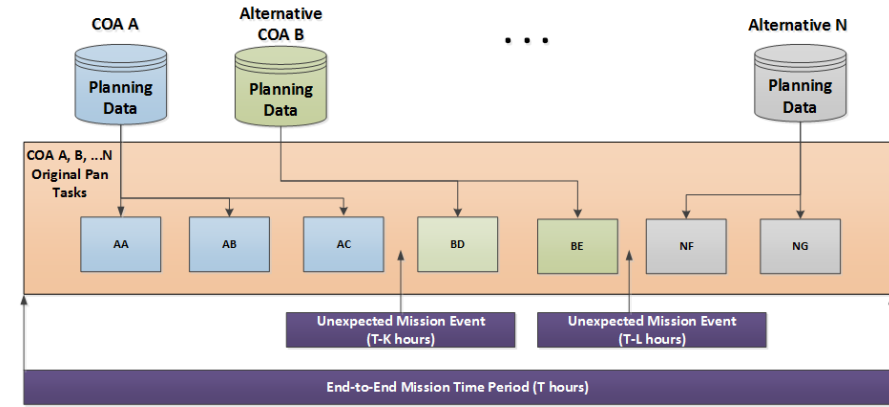 COA A
Alternative
COA B
. . .
Alternative N
Planning
Data
Planning
Data
Planning
Data
COA A, B, ...N
Original Pan
Tasks
AA
AB
AC
BD
BE
NF
NG
Unexpected Mission Event
(T-K hours)
Unexpected Mission Event
(T-L hours)
End-to-End Mission Time Period (T hours)